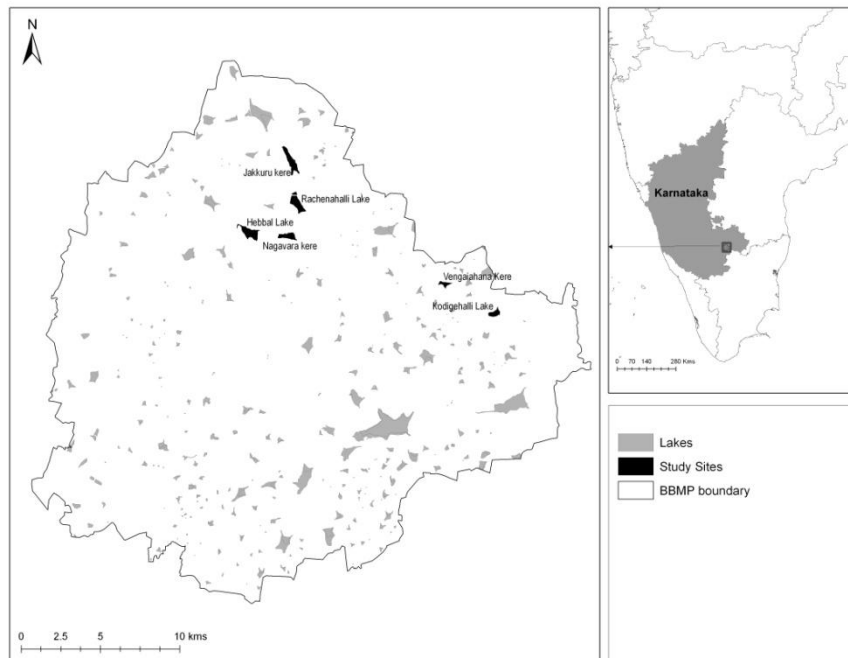 N
Jakkuru kere
Rachenahalli Lake
Hebbal Lake
Nagavara kere
Vengaiahana Kere
Kodigehalli Lake
0 2.5 5 10 kms
Karnataka
0 70 140 280 Kms
Lakes
Study Sites
BBMP boundary